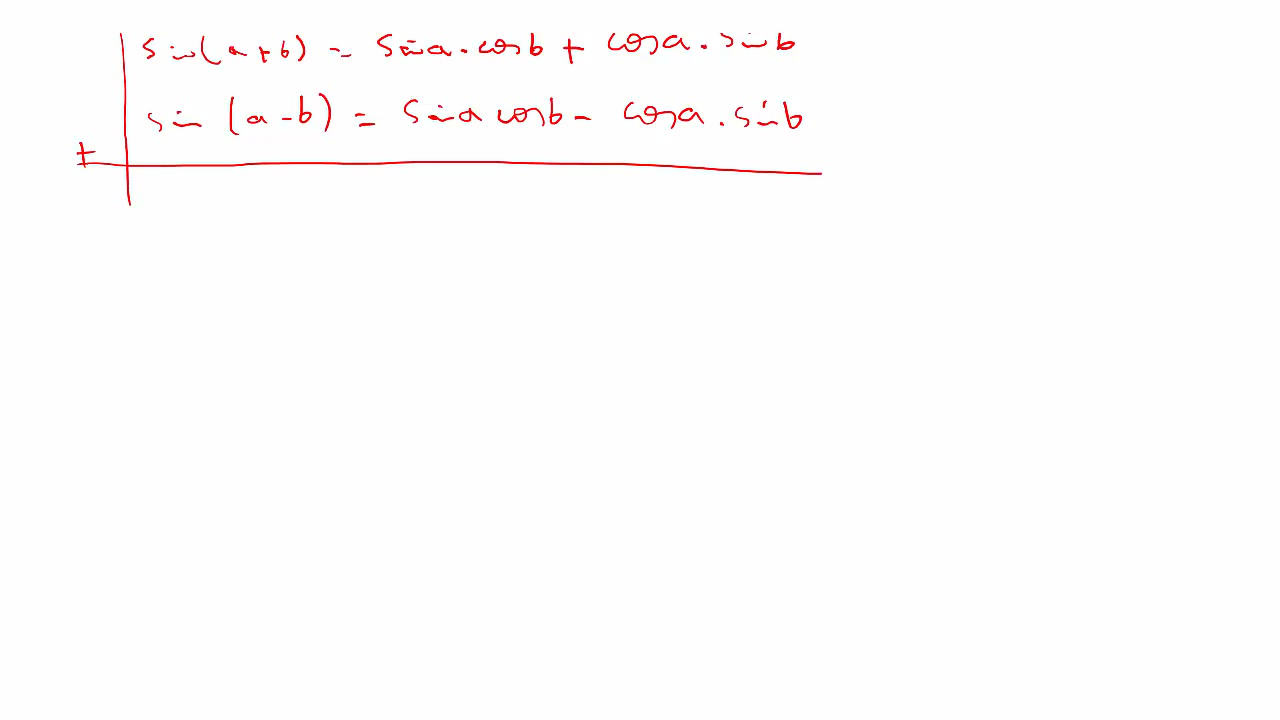 sin(a+b) = sina.cosb + cosa.sinb
sin (a-b) = sina cosb - cosa.sinb
+